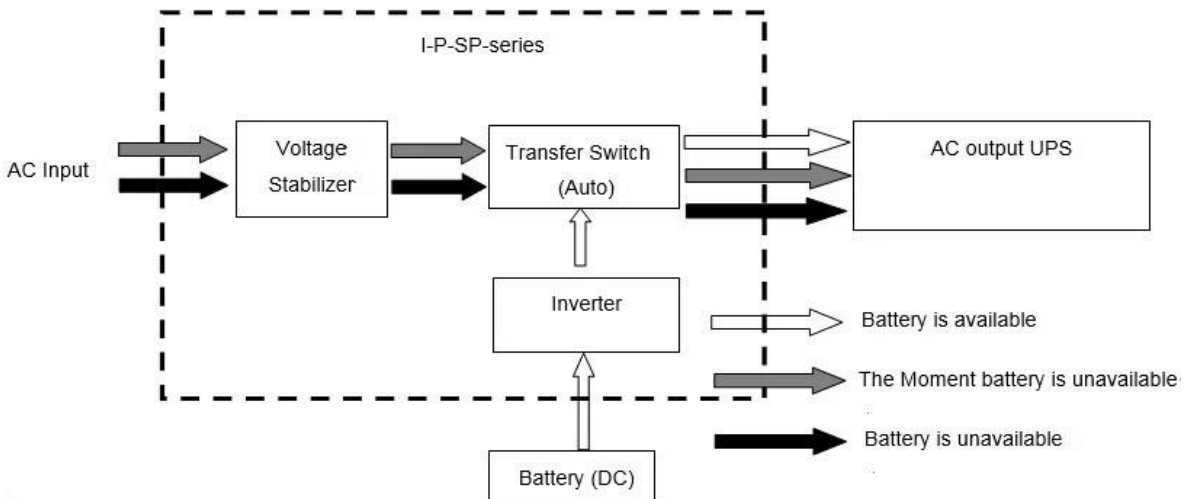 I-P-SP-series
AC Input
Voltage
Stabilizer
Transfer Switch
(Auto)
AC output UPS
Inverter
Battery (DC)
Battery is available
The Moment battery is unavailable
Battery is unavailable